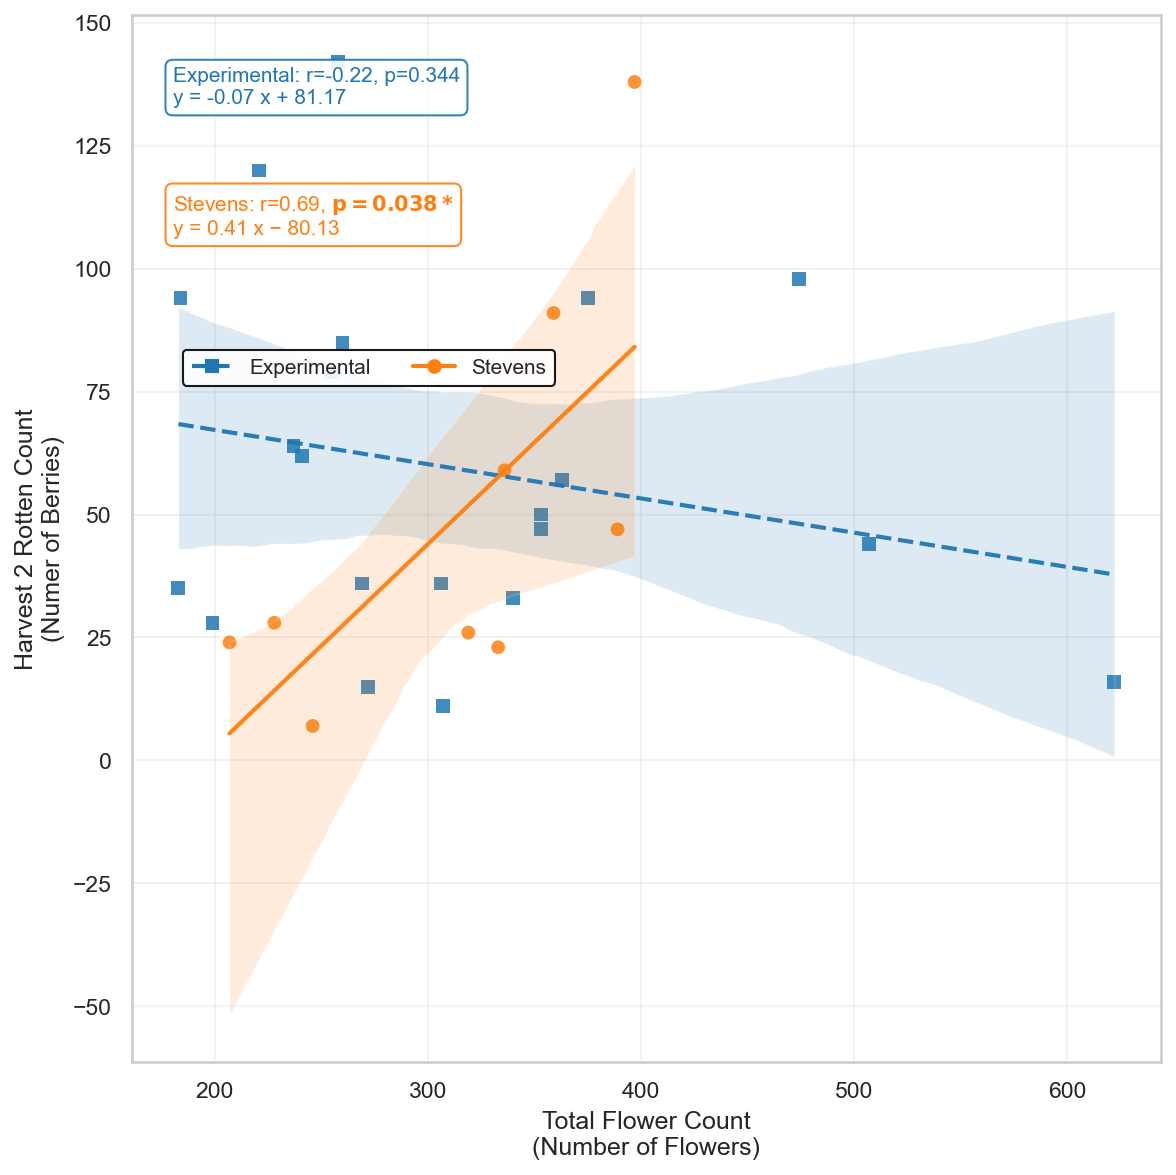 150
125
100
75
50
25
0
−25
−50
Harvest 2 Rotten Count
(Numer of Berries)
Experimental: r=-0.22, p=0.344
y = -0.07 x + 81.17
Stevens: r=0.69, p = 0.038 *
y = 0.41 x − 80.13
Experimental
Stevens
200
300
400
500
600
Total Flower Count
(Number of Flowers)